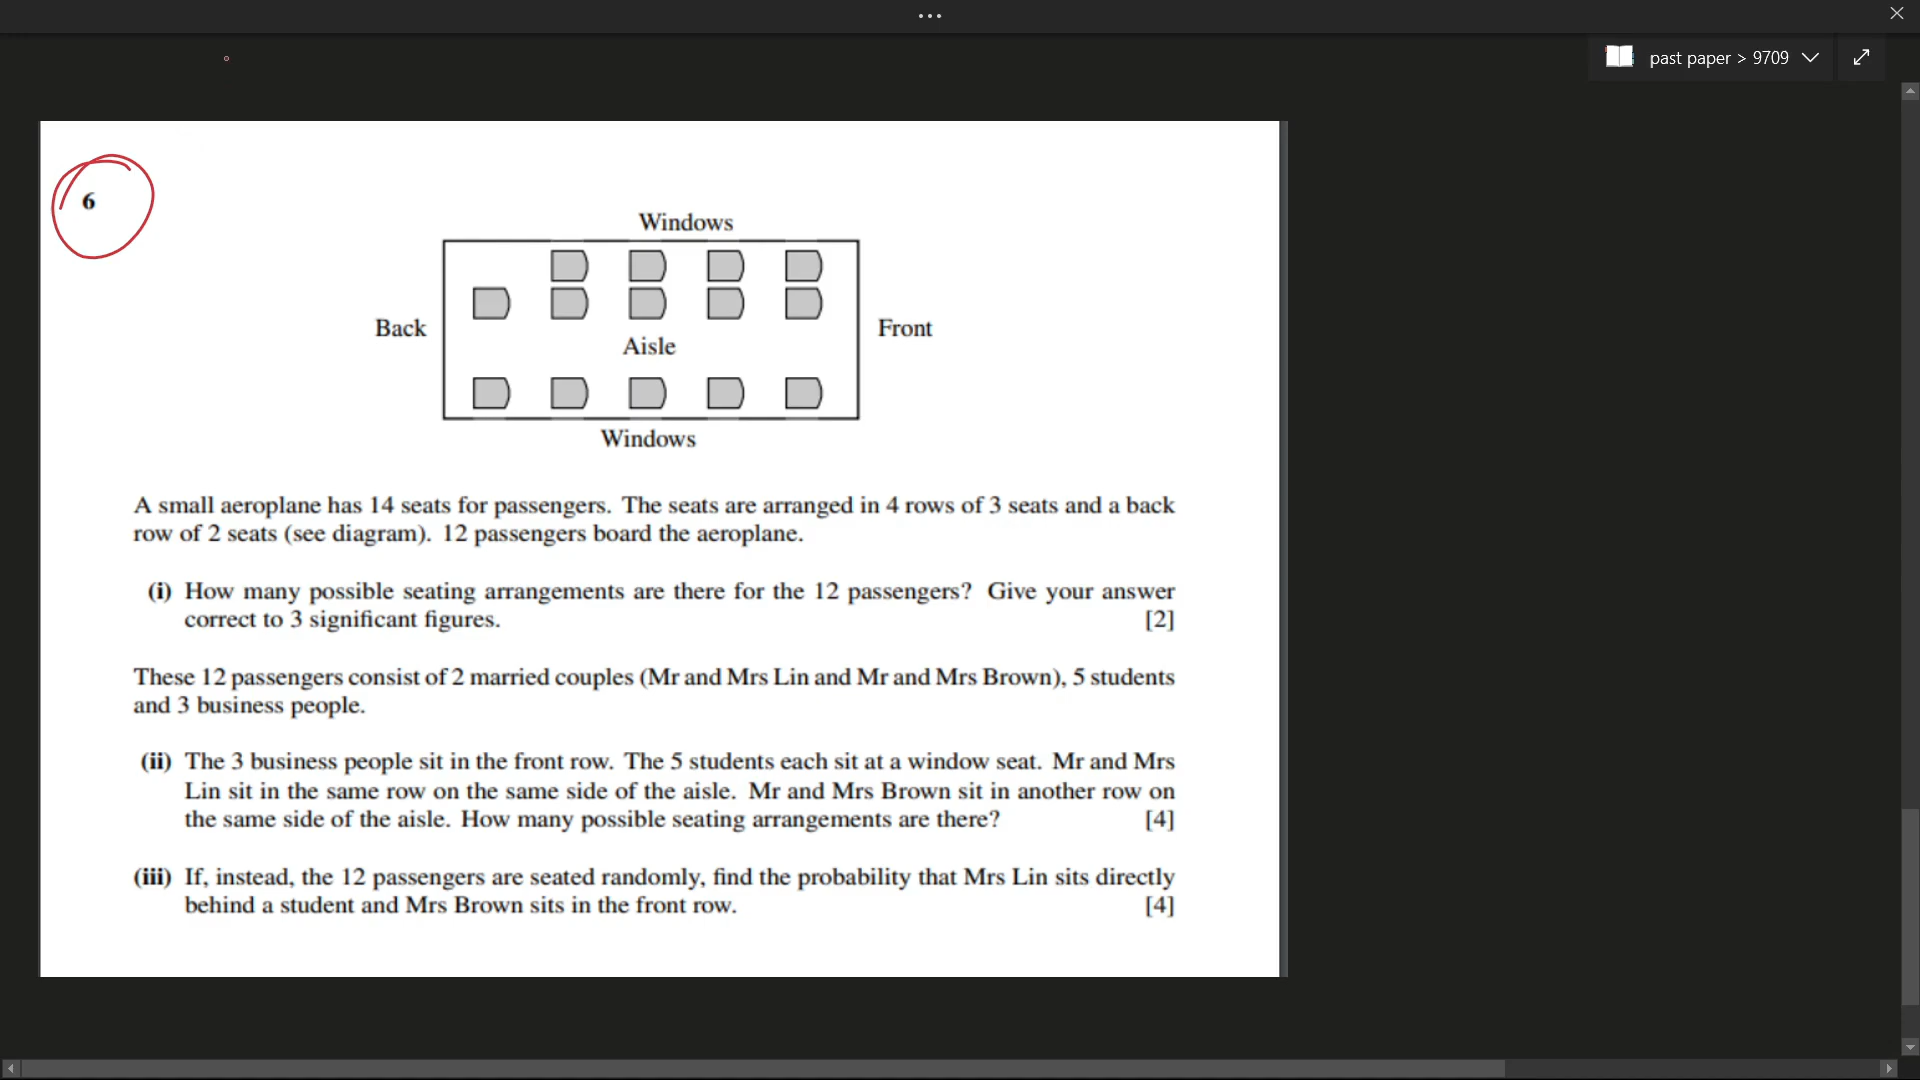 past paper > 9709
6
Windows
Back
Front
Aisle
Windows
A small aeroplane has 14 seats for passengers. The seats are arranged in 4 rows of 3 seats and a back
row of 2 seats (see diagram). 12 passengers board the aeroplane.
(i) How many possible seating arrangements are there for the 12 passengers? Give your answer
correct to 3 significant figures. [2]
These 12 passengers consist of 2 married couples (Mr and Mrs Lin and Mr and Mrs Brown), 5 students
and 3 business people.
(ii) The 3 business people sit in the front row. The 5 students each sit at a window seat. Mr and Mrs
Lin sit in the same row on the same side of the aisle. Mr and Mrs Brown sit in another row on
the same side of the aisle. How many possible seating arrangements are there? [4]
(iii) If, instead, the 12 passengers are seated randomly, find the probability that Mrs Lin sits directly
behind a student and Mrs Brown sits in the front row. [4]